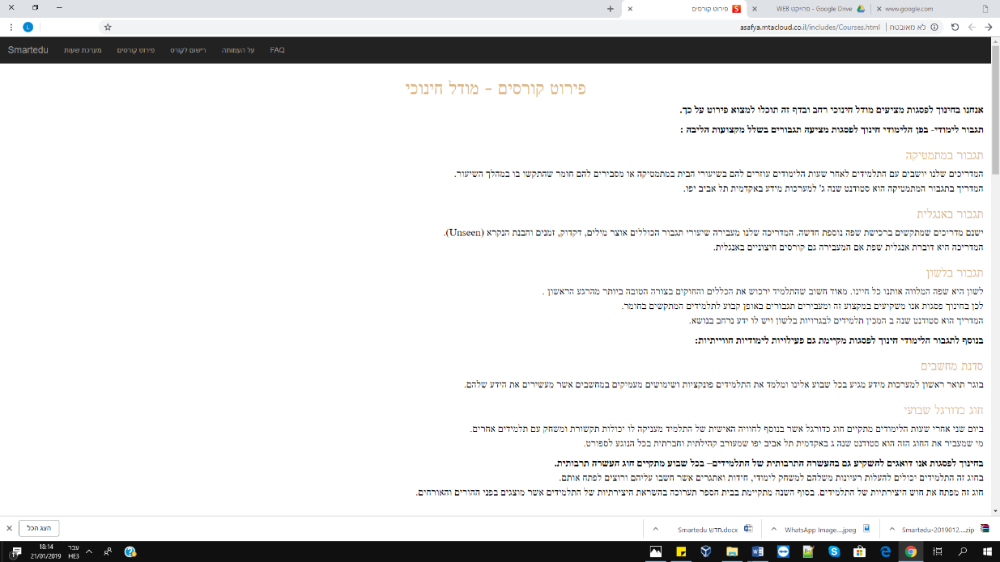 www.google.com
פרויקט WEB - Google Drive
פירוט קורסים
לא מאובטח | asafya.mtacloud.co.il/includes/Courses.html
L
Smartedu מערכת שעות פירוט קורסים רישום לקורס על העמותה FAQ
פירוט קורסים - מודל חינוכי
אנחנו בחינוך לפסגות מציעים מודל חינוכי רחב ובדף זה תוכלו למצוא פירוט על כך.
תגבור לימודי- בפן הלימודי חינוך לפסגות מציעה תגבורים בשלל מקצועות הליבה :
תגבור במתמטיקה
המדריכים שלנו יושבים עם התלמידים לאחר שעות הלימודים עוזרים להם בשיעורי הבית במתמטיקה או מסבירים להם חומר שהתקשו בו במהלך השיעור.
המדריך בתגבור המתמטיקה הוא סטודנט שנה ג' למערכות מידע באקדמית תל אביב יפו.
תגבור באנגלית
ישנם מדריכים שמתקשים ברכישת שפה נוספת חדשה. המדריכה שלנו מעבירה שיעורי תגבור הכוללים אוצר מילים, דקדוק, זמנים והבנת הנקרא (Unseen).
המדריכה היא דוברת אנגלית שפת אם המעבירה גם קורסים חיצוניים באנגלית.
תגבור בלשון
לשון היא שפה המלווה אותנו כל חיינו. מאוד חשוב שהתלמיד ירכוש את הכללים והחוקים בצורה הטובה ביותר מהרגע הראשון .
לכן בחינוך פסגות אנו משקיעים במקצוע זה ומעבירים תגבורים באופן קבוע לתלמידים המתקשים בחומר.
המדריך הוא סטודנט שנה ב המכין תלמידים לבגרויות בלשון ויש לו ידע נרחב בנושא.
בנוסף לתגבור הלימודי חינוך לפסגות מקיימת גם פעילויות לימודיות חווייתיות:
סדנת מחשבים
בוגר תואר ראשון למערכות מידע מגיע בכל שבוע אלינו ומלמד את התלמידים פונקציות ושימושים מעמיקים במחשבים אשר מעשירים את הידע שלהם.
חוג כדורגל שבועי
ביום שני אחרי שעות הלימודים מתקיים חוג כדורגל אשר בנוסף לחוויה האישית של התלמיד מעניקה לו יכולות תקשורת ומשחק עם תלמידים אחרים.
מי שמעביר את החוג הזה הוא סטודנט שנה ג באקדמית תל אביב יפו שמעורב קהילתית וחברתית בכל הנוגע לספורט.
בחינוך לפסגות אנו דואגים להשקיע גם בהעשרה התרבותית של התלמידים– בכל שבוע מתקיים חוג העשרה תרבותית.
בחוג זה התלמידים יכולים להעלות רעיונות משלהם למשחק לימודי, חידות ואתגרים אשר חשבו עליהם ורוצים לפתח אותם.
חוג זה מפתח את חוש היצירתיות של התלמידים. בסוף השנה מתקיימת בבית הספר תערוכה בהשראת היצירתיות של התלמידים אשר מוצגים בפני ההורים והאורחים.
Smartedu-2019012....zip
WhatsApp Image....jpeg
Smartedu חדש.docx
הצג הכל
עבר
HE3
18:14
21/01/2019
1